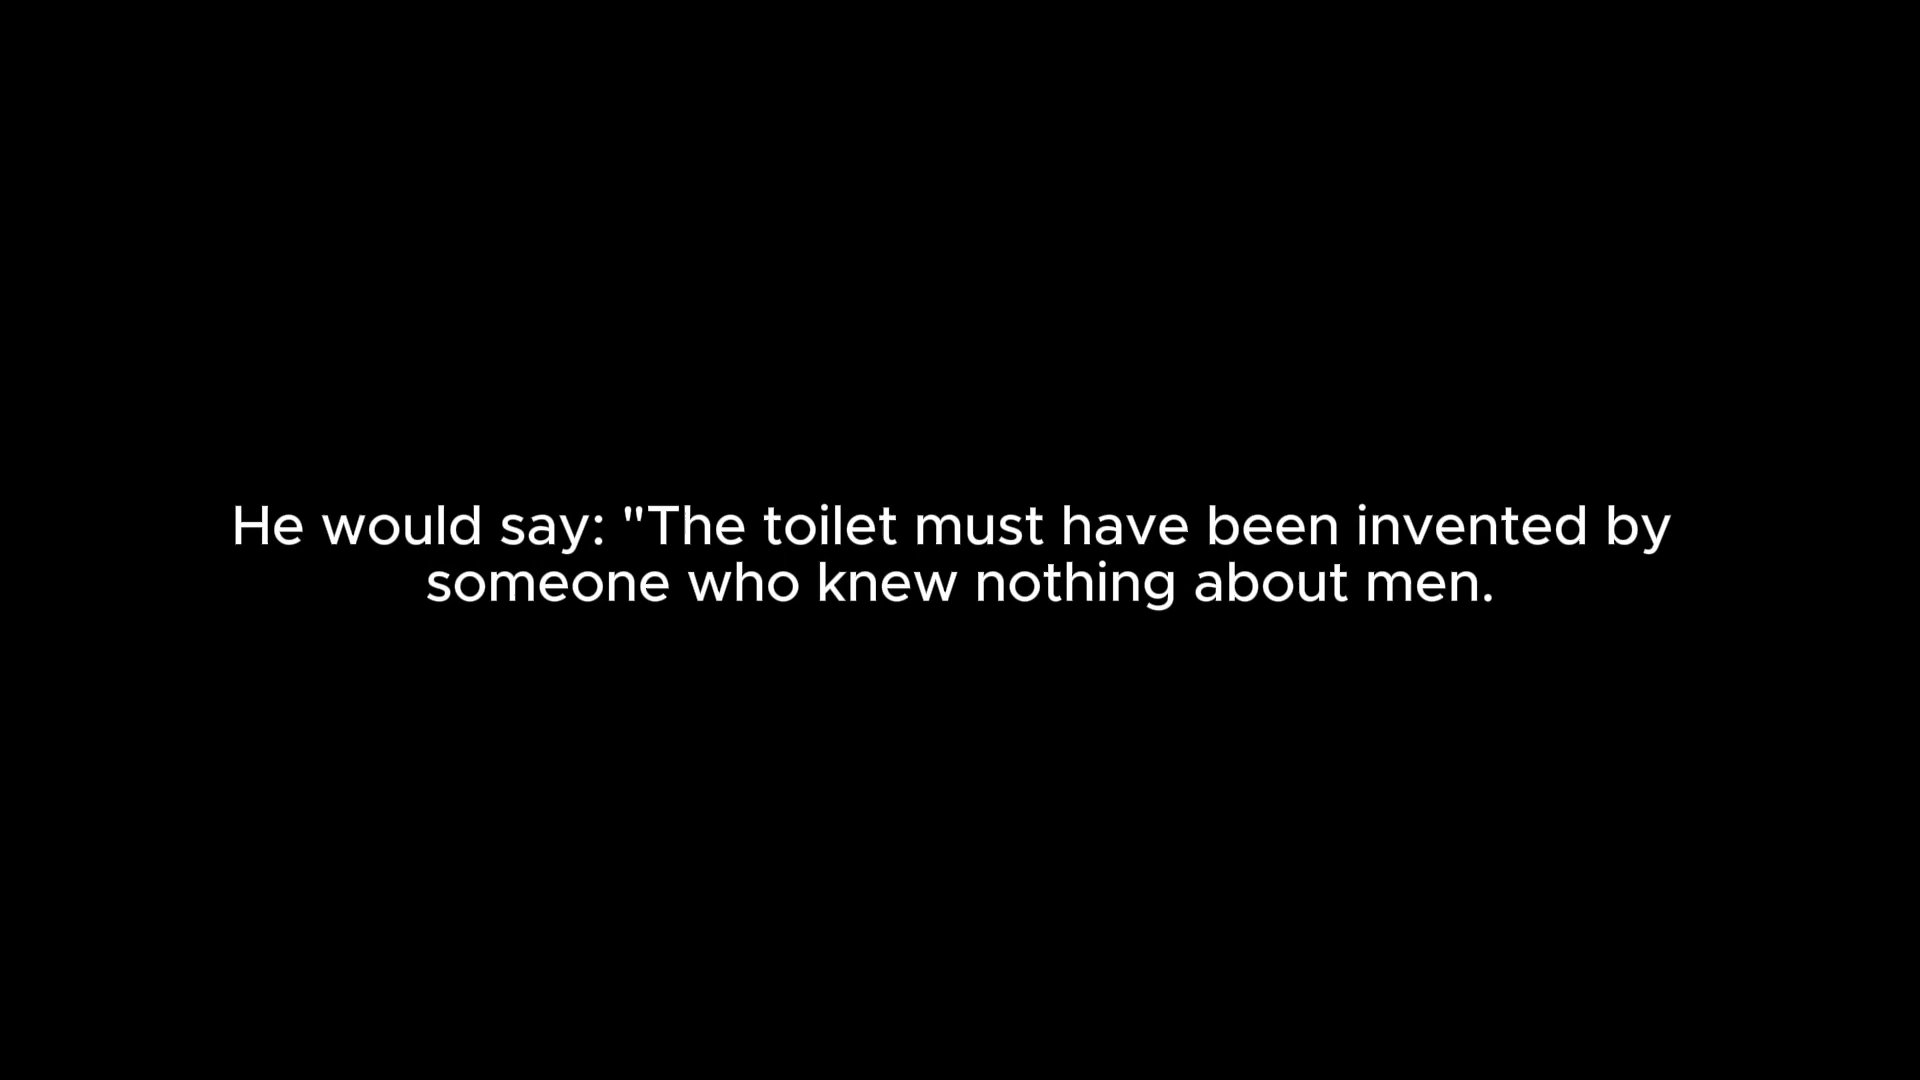 He would say: "The toilet must have been invented by
someone who knew nothing about men.